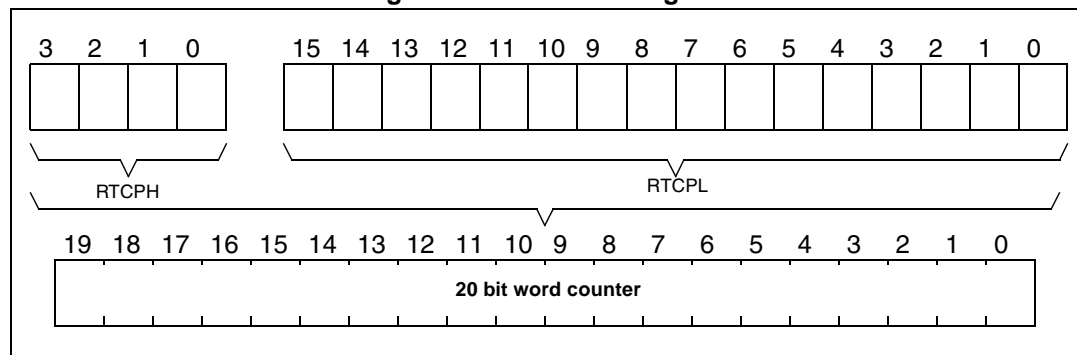 3 2 1 0 15 14 13 12 11 10 9 8 7 6 5 4 3 2 1 0
RTCPH RTCPL
19 18 17 16 15 14 13 12 11 10 9 8 7 6 5 4 3 2 1 0
20 bit word counter